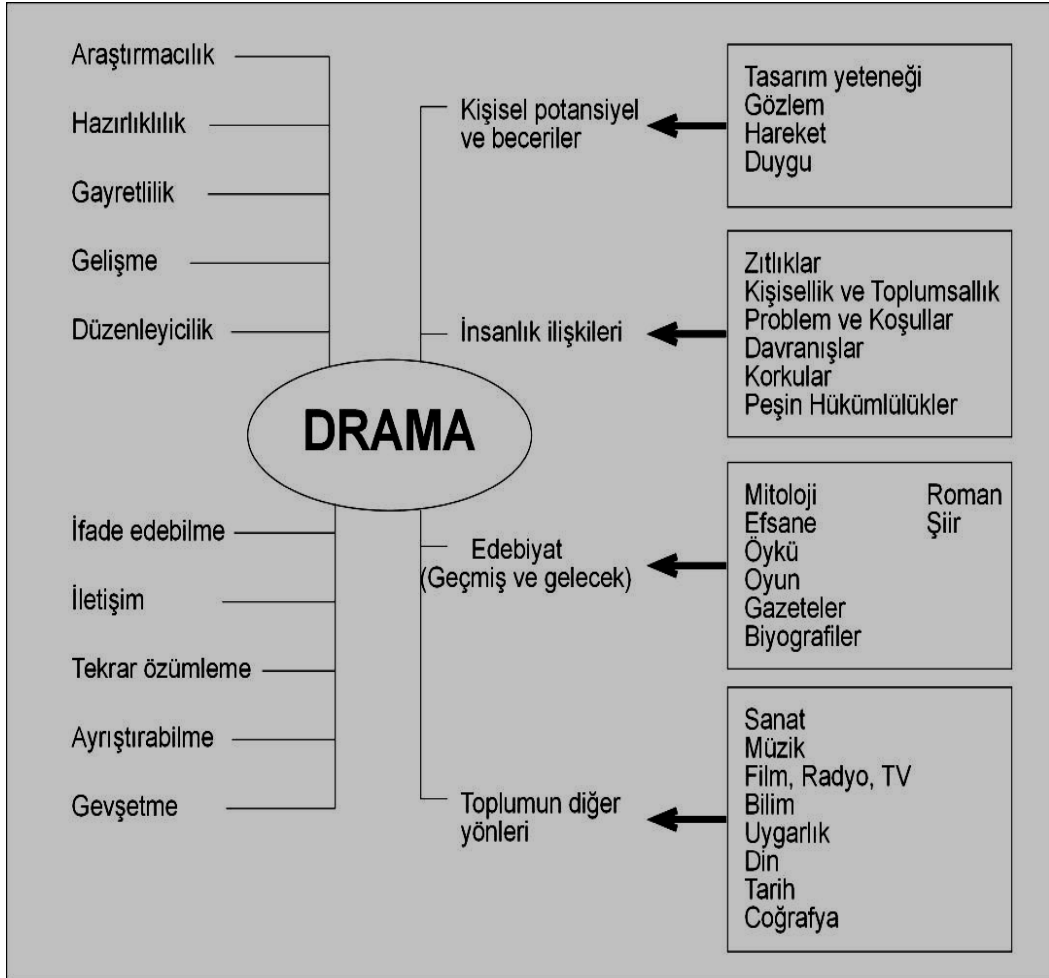 Araştırmacılık
Hazırlıklılık
Gayretlilik
Gelişme
Düzenleyicilik
DRAMA
İfade edebilme
İletişim
Tekrar özümleme
Ayrıştırabilme
Gevşetme
Kişisel potansiyel
ve beceriler
Tasarım yeteneği
Gözlem
Hareket
Duygu
İnsanlık ilişkileri
Zıtlıklar
Kişisellik ve Toplumsallık
Problem ve Koşullar
Davranışlar
Korkular
Peşin Hükümlülükler
Edebiyat
(Geçmiş ve gelecek)
Mitoloji
Efsane
Öykü
Oyun
Gazeteler
Biyografiler
Roman
Şiir
Toplumun diğer
yönleri
Sanat
Müzik
Film, Radyo, TV
Bilim
Uygarlık
Din
Tarih
Coğrafya